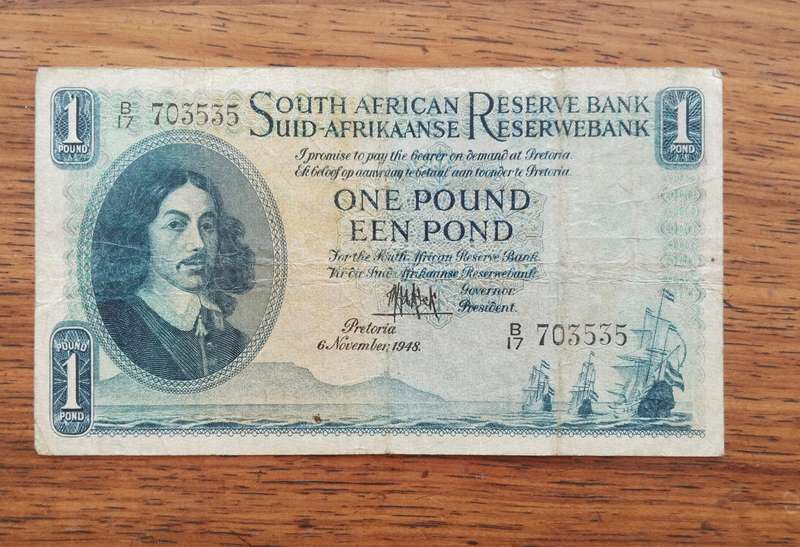 1
POUND
B/17 703535
SOUTH AFRICAN RESERVE BANK
SUID-AFRIKAANSE RESERWEBANK
1
POUND
I promise to pay the bearer on demand at Pretoria.
Ek beloof op aanvraag te betaal aan toonder te Pretoria.
ONE POUND
EEN POND
For the South African Reserve Bank.
Vir die Suid-Afrikaanse Reserwebank.
Governor.
President.
Pretoria
6 November, 1948.
B/17 703535
POUND
1
POND